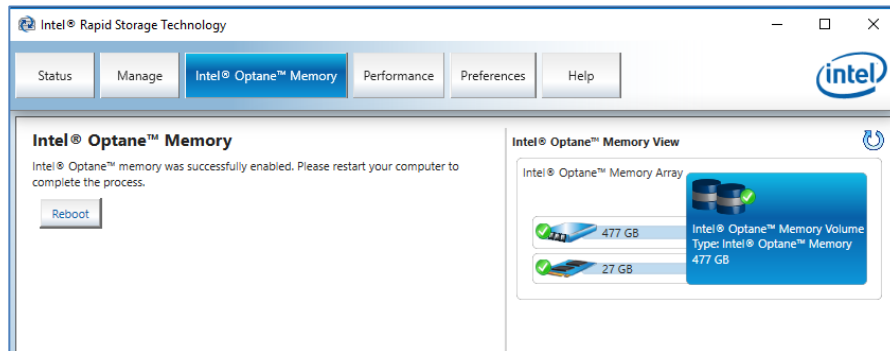 Intel® Rapid Storage Technology
Status Manage Intel® Optane™ Memory Performance Preferences Help
intel
Intel® Optane™ Memory
Intel® Optane™ memory was successfully enabled. Please restart your computer to
complete the process.
Reboot
Intel® Optane™ Memory View
Intel® Optane™ Memory Array
477 GB
27 GB
Intel® Optane™ Memory Volume
Type: Intel® Optane™ Memory
477 GB